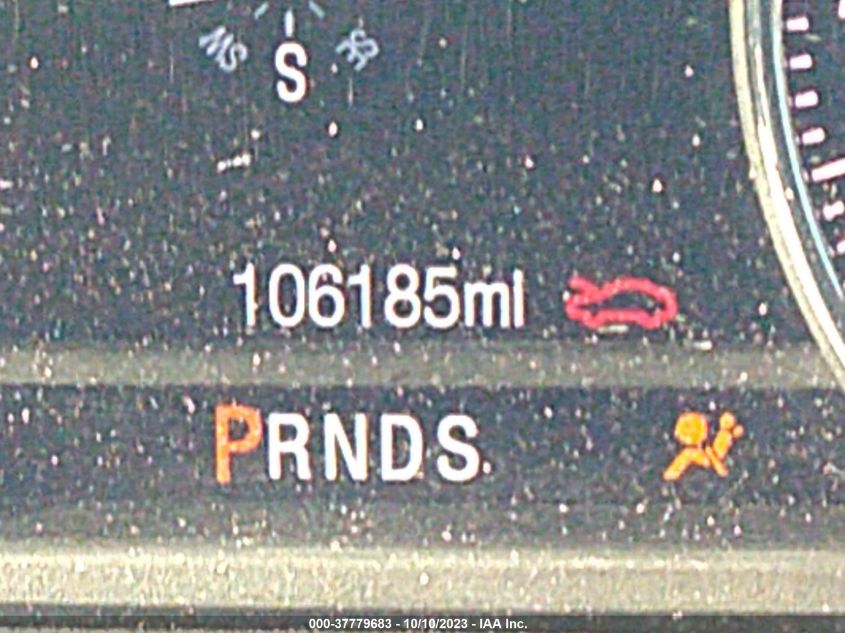 SW S SE
106185mi
PRNDS
000-37779683 - 10/10/2023 - IAA Inc.